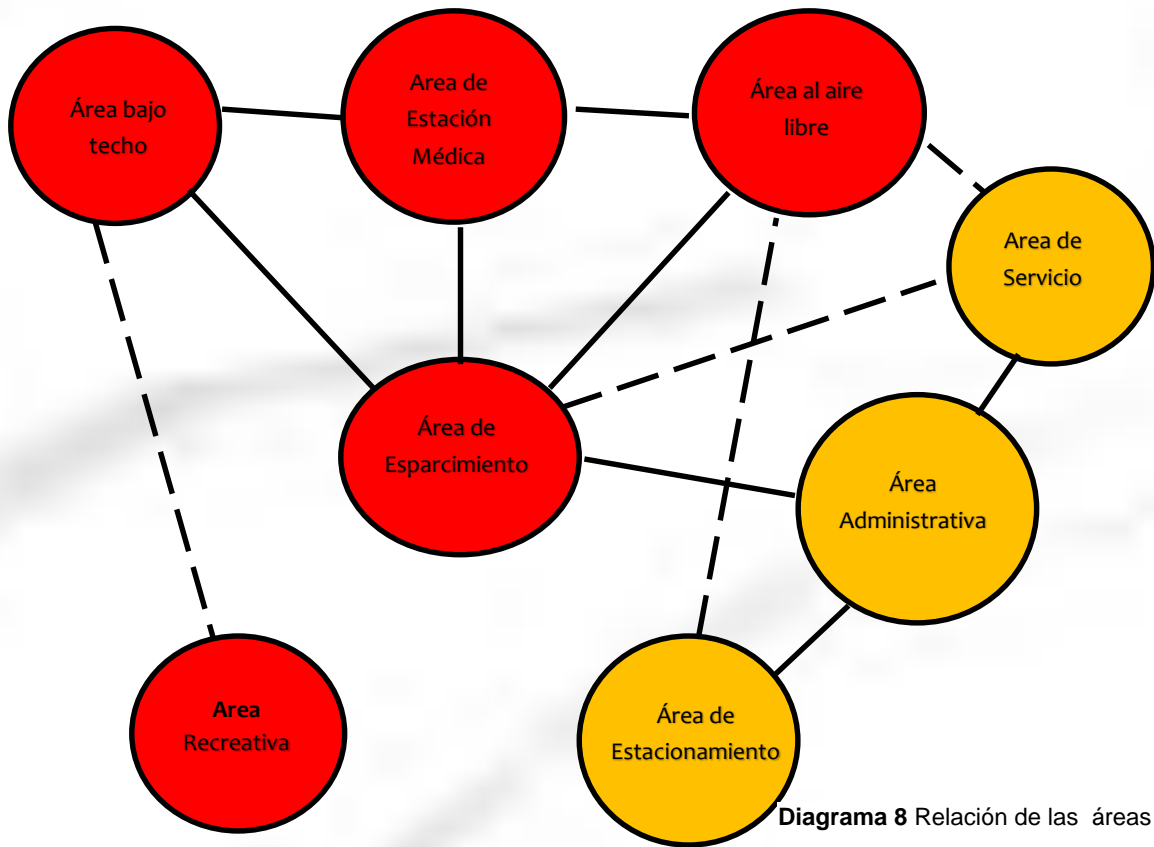 Área bajo
techo
Area de
Estación
Médica
Área al aire
libre
Area de
Servicio
Área de
Esparcimiento
Área
Administrativa
Area
Recreativa
Área de
Estacionamiento
Diagrama 8 Relación de las  áreas